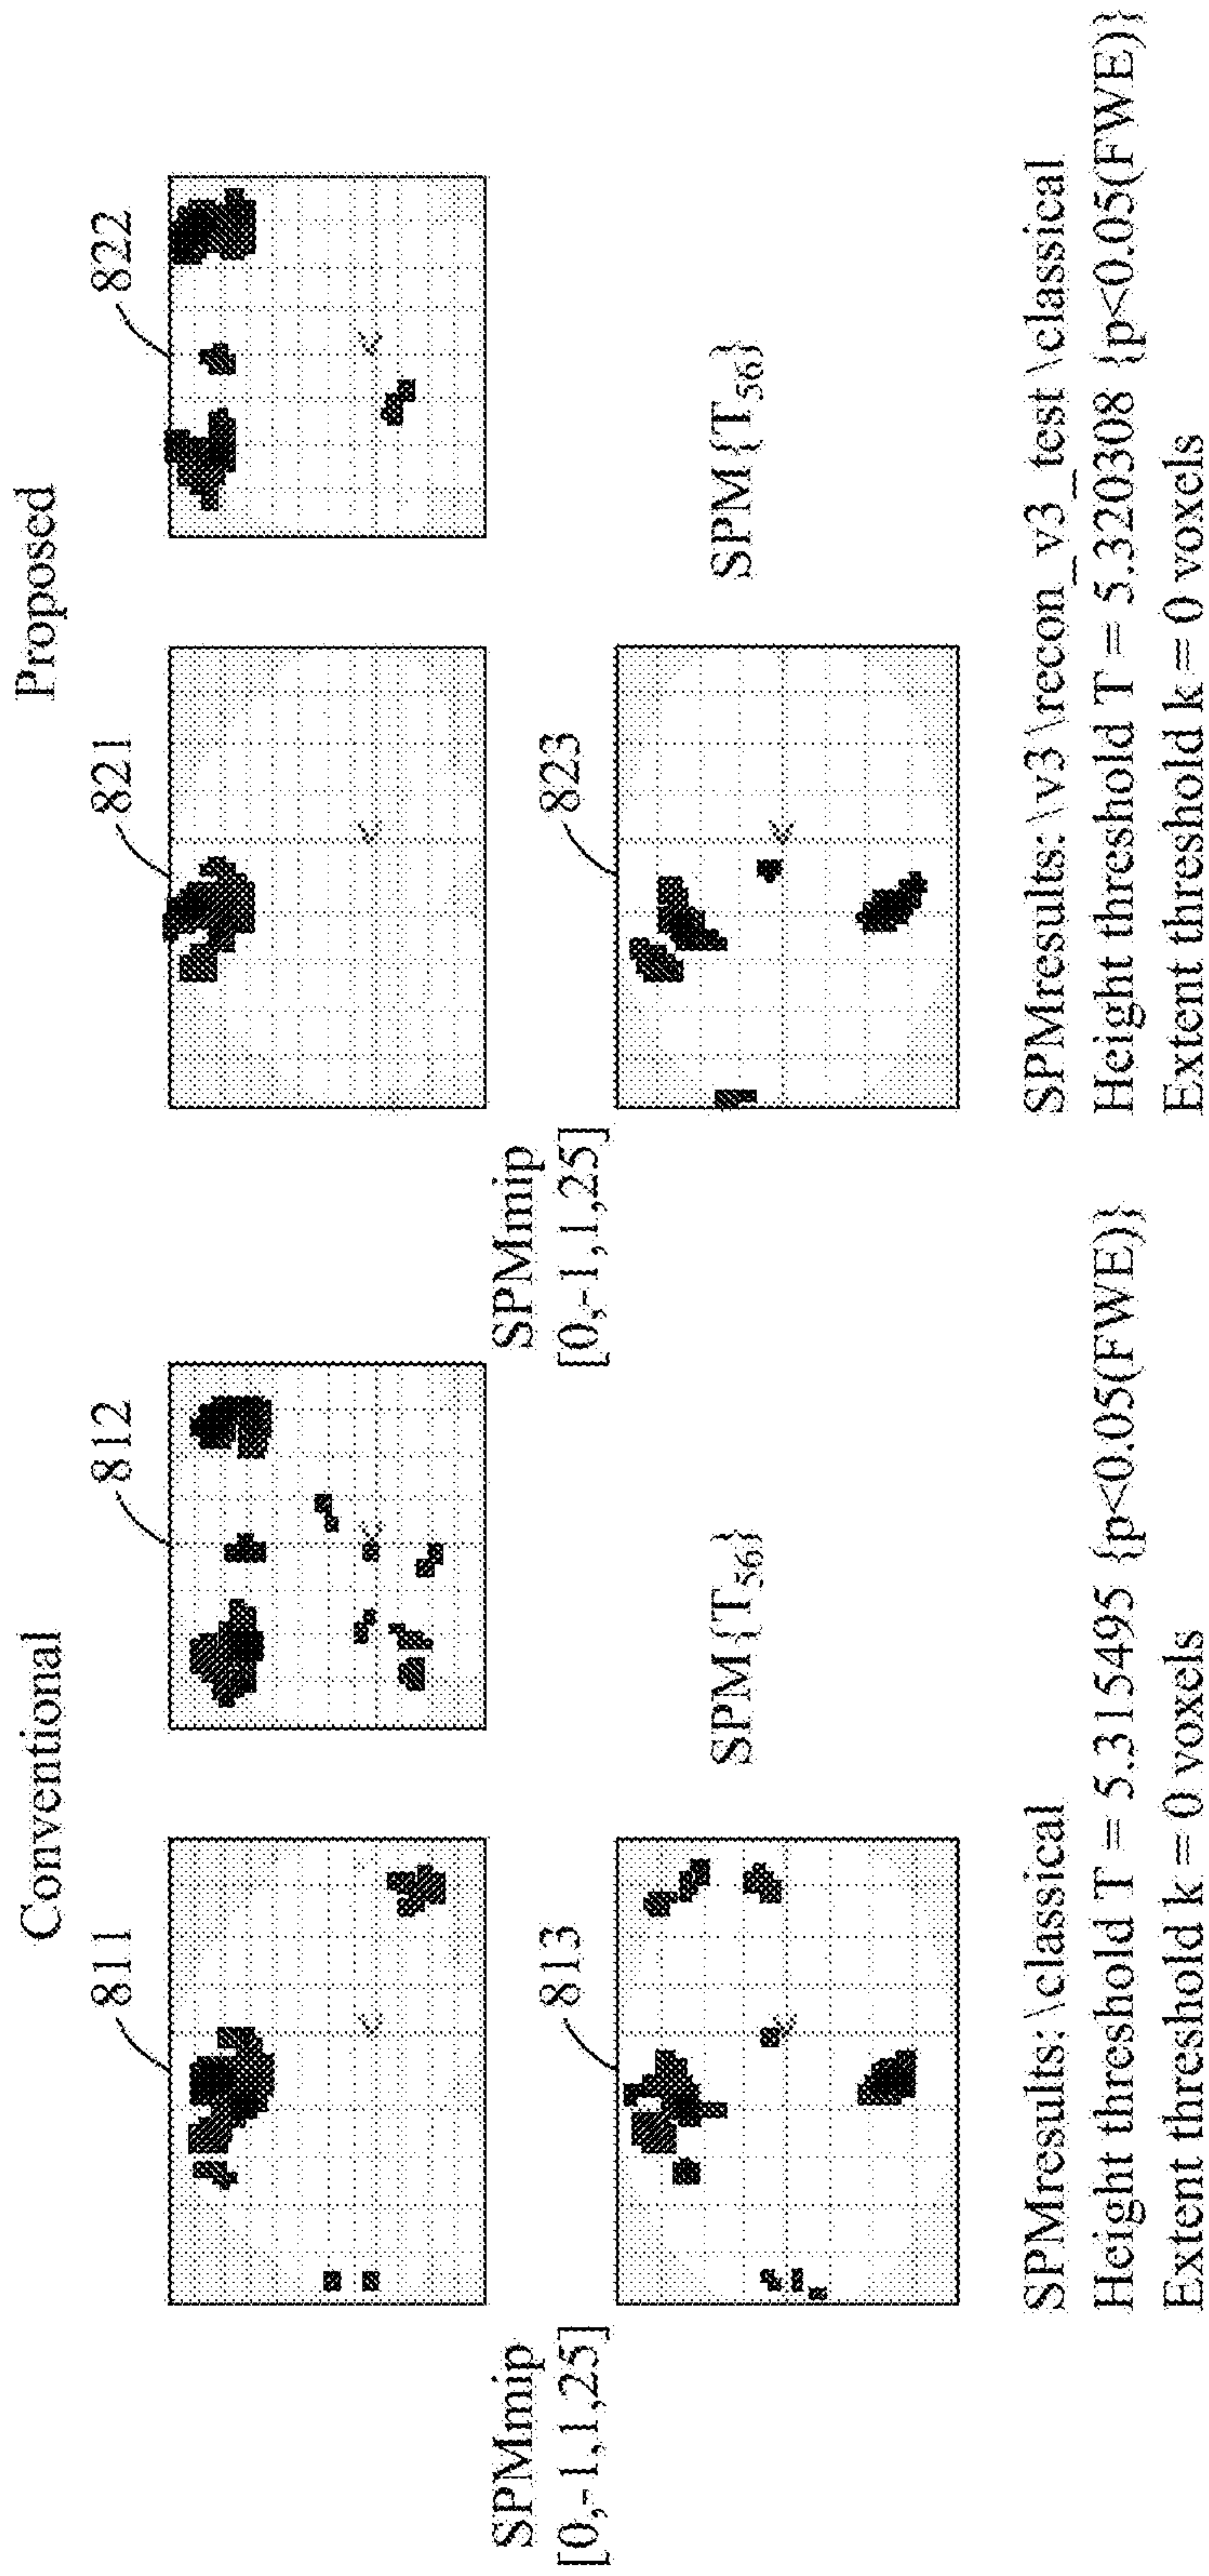 Conventional
811
812
SPMmip
[0,-1,1,25]
813
SPM{T56}
SPMresults: \classical
Height threshold T = 5.315495 {p<0.05(FWE)}
Extent threshold k = 0 voxels
Proposed
821
822
SPMmip
[0,-1,1,25]
823
SPM{T56}
SPMresults: \v3 \recon_v3_test \classical
Height threshold T = 5.320308 {p<0.05(FWE)}
Extent threshold k = 0 voxels